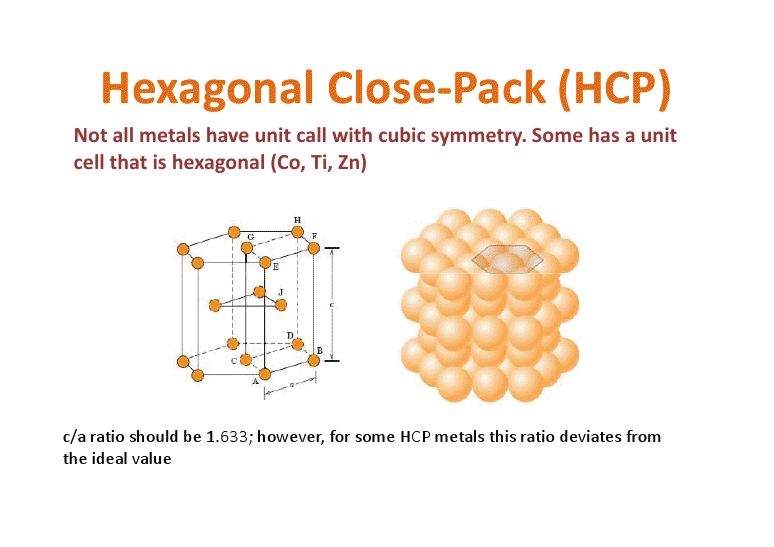 Hexagonal Close-Pack (HCP)
Not all metals have unit call with cubic symmetry. Some has a unit
cell that is hexagonal (Co, Ti, Zn)
H
G
F
E
J
c
D
B
C
A
a
c/a ratio should be 1.633; however, for some HCP metals this ratio deviates from
the ideal value